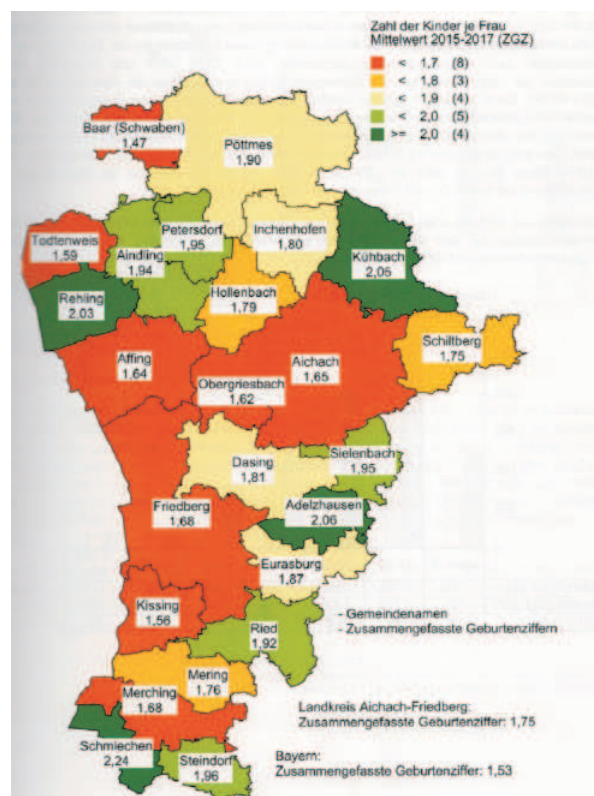 Zahl der Kinder je Frau
Mittelwert 2015-2017 (ZGZ)
< 1,7 (8)
< 1,8 (3)
< 1,9 (4)
< 2,0 (5)
>= 2,0 (4)
Baar (Schwaben)
1,47
Pöttmes
1,90
Todtenweis
1,59
Aindling
1,94
Petersdorf
1,95
Inchenhofen
1,80
Kühbach
2,05
Rehling
2,03
Hollenbach
1,79
Affing
1,64
Obergriesbach
1,62
Aichach
1,65
Schiltberg
1,75
Dasing
1,81
Sielenbach
1,95
Friedberg
1,68
Adelzhausen
2,06
Eurasburg
1,87
Kissing
1,56
Ried
1,92
- Gemeindenamen
- Zusammengefasste Geburtenziffern
Mering
1,76
Merching
1,68
Schmiechen
2,24
Steindorf
1,96
Landkreis Aichach-Friedberg:
Zusammengefasste Geburtenziffer: 1,75
Bayern:
Zusammengefasste Geburtenziffer: 1,53